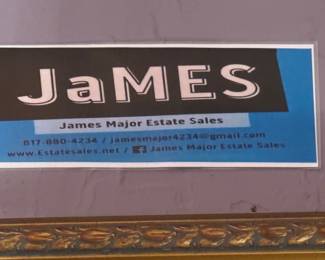 JaMES
James Major Estate Sales
817-880-4234 / jamesmajor4234@gmail.com
www.Estatesales.net / James Major Estate Sales